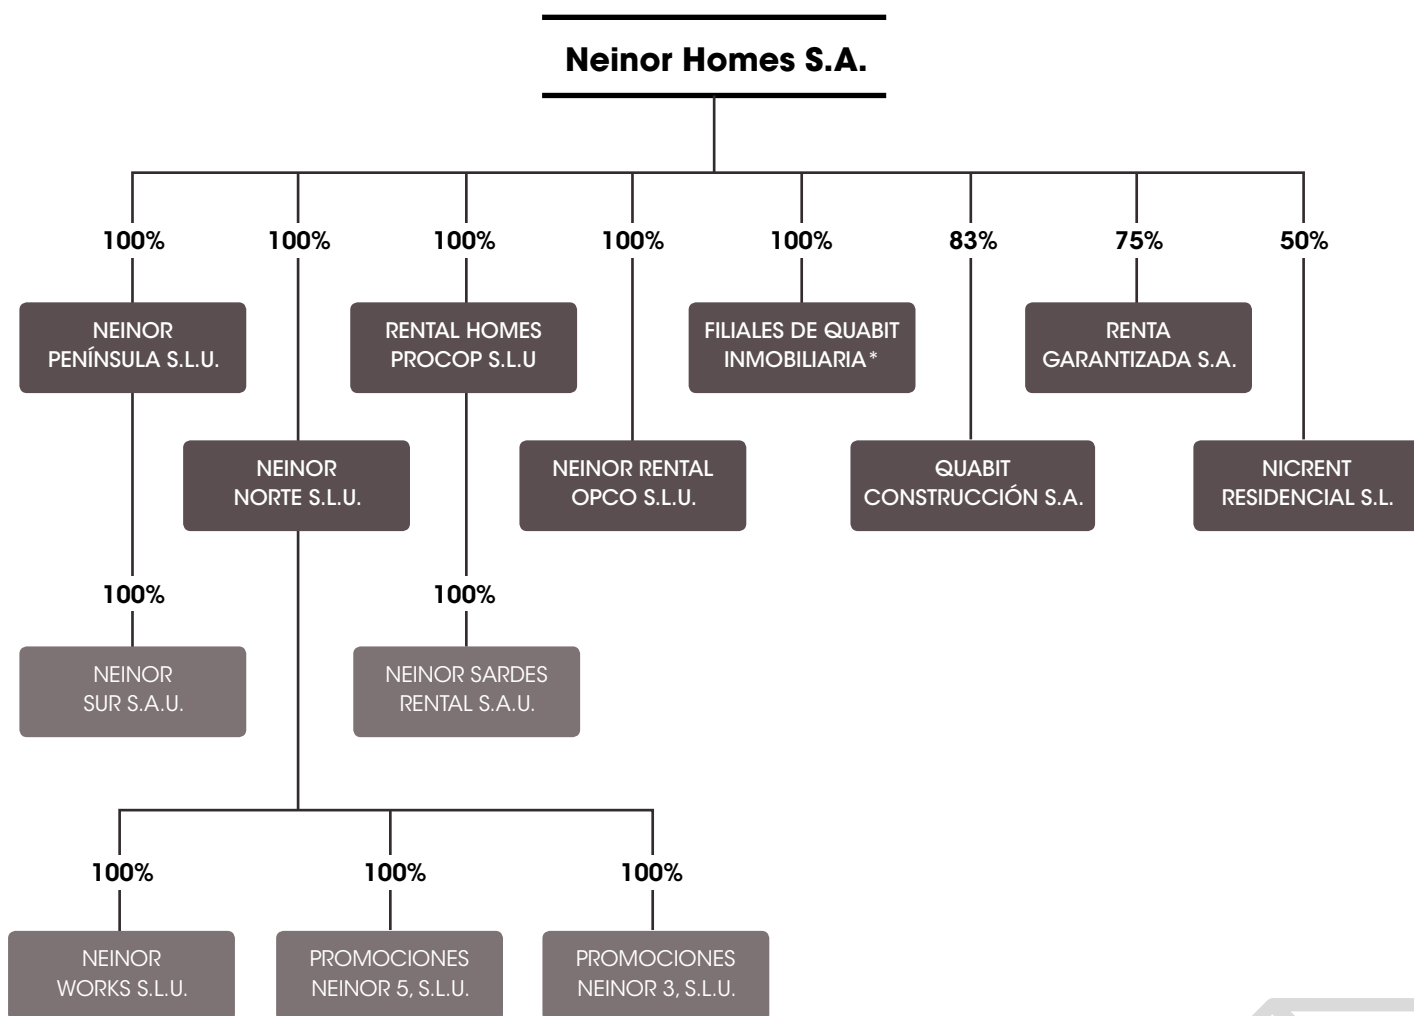 Neinor Homes S.A.
100%
100%
100%
100%
100%
83%
75%
50%
NEINOR
PENÍNSULA S.L.U.
RENTAL HOMES
PROCOP S.L.U
FILIALES DE QUABIT
INMOBILIARIA*
RENTA
GARANTIZADA S.A.
NEINOR
NORTE S.L.U.
NEINOR RENTAL
OPCO S.L.U.
QUABIT
CONSTRUCCIÓN S.A.
NICRENT
RESIDENCIAL S.L.
100%
100%
NEINOR
SUR S.A.U.
NEINOR SARDES
RENTAL S.A.U.
100%
100%
100%
NEINOR
WORKS S.L.U.
PROMOCIONES
NEINOR 5, S.L.U.
PROMOCIONES
NEINOR 3, S.L.U.